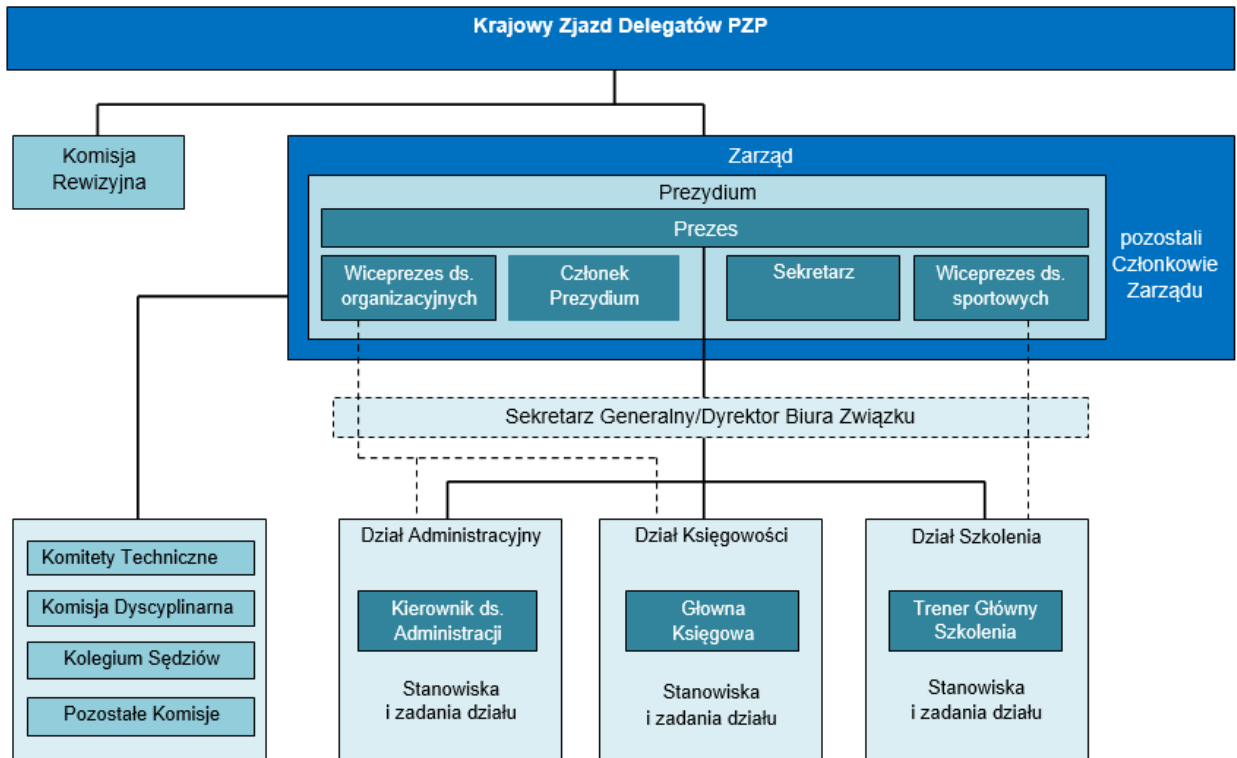 Krajowy Zjazd Delegatów PZP
Komisja
Rewizyjna
Zarząd
Prezydium
Prezes
Wiceprezes ds.
organizacyjnych
Członek
Prezydium
Sekretarz
Wiceprezes ds.
sportowych
pozostali
Członkowie
Zarządu
Sekretarz Generalny/Dyrektor Biura Związku
Komitety Techniczne
Komisja Dyscyplinarna
Kolegium Sędziów
Pozostałe Komisje
Dział Administracyjny
Kierownik ds.
Administracji
Stanowiska
i zadania działu
Dział Księgowości
Głowna
Księgowa
Stanowiska
i zadania działu
Dział Szkolenia
Trener Główny
Szkolenia
Stanowiska
i zadania działu